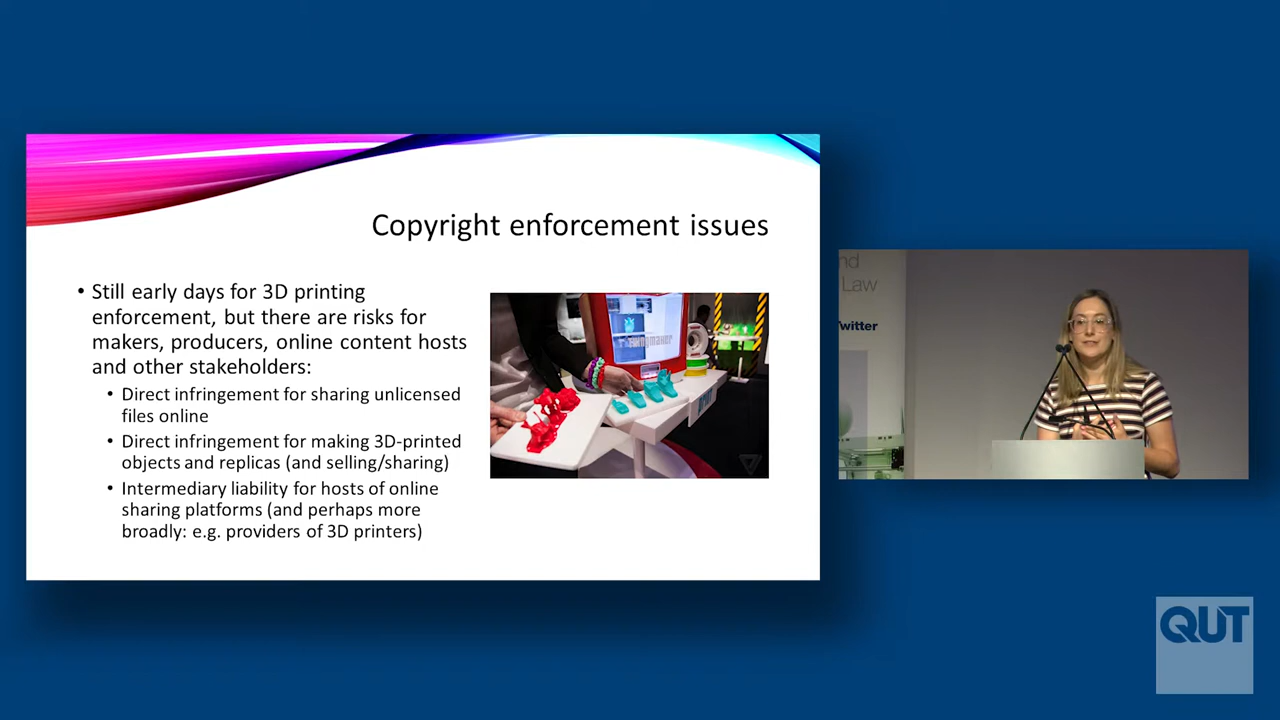 Copyright enforcement issues
• Still early days for 3D printing
enforcement, but there are risks for
makers, producers, online content hosts
and other stakeholders:
• Direct infringement for sharing unlicensed
files online
• Direct infringement for making 3D-printed
objects and replicas (and selling/sharing)
• Intermediary liability for hosts of online
sharing platforms (and perhaps more
broadly: e.g. providers of 3D printers)
nd
Law
Twitter
QUT